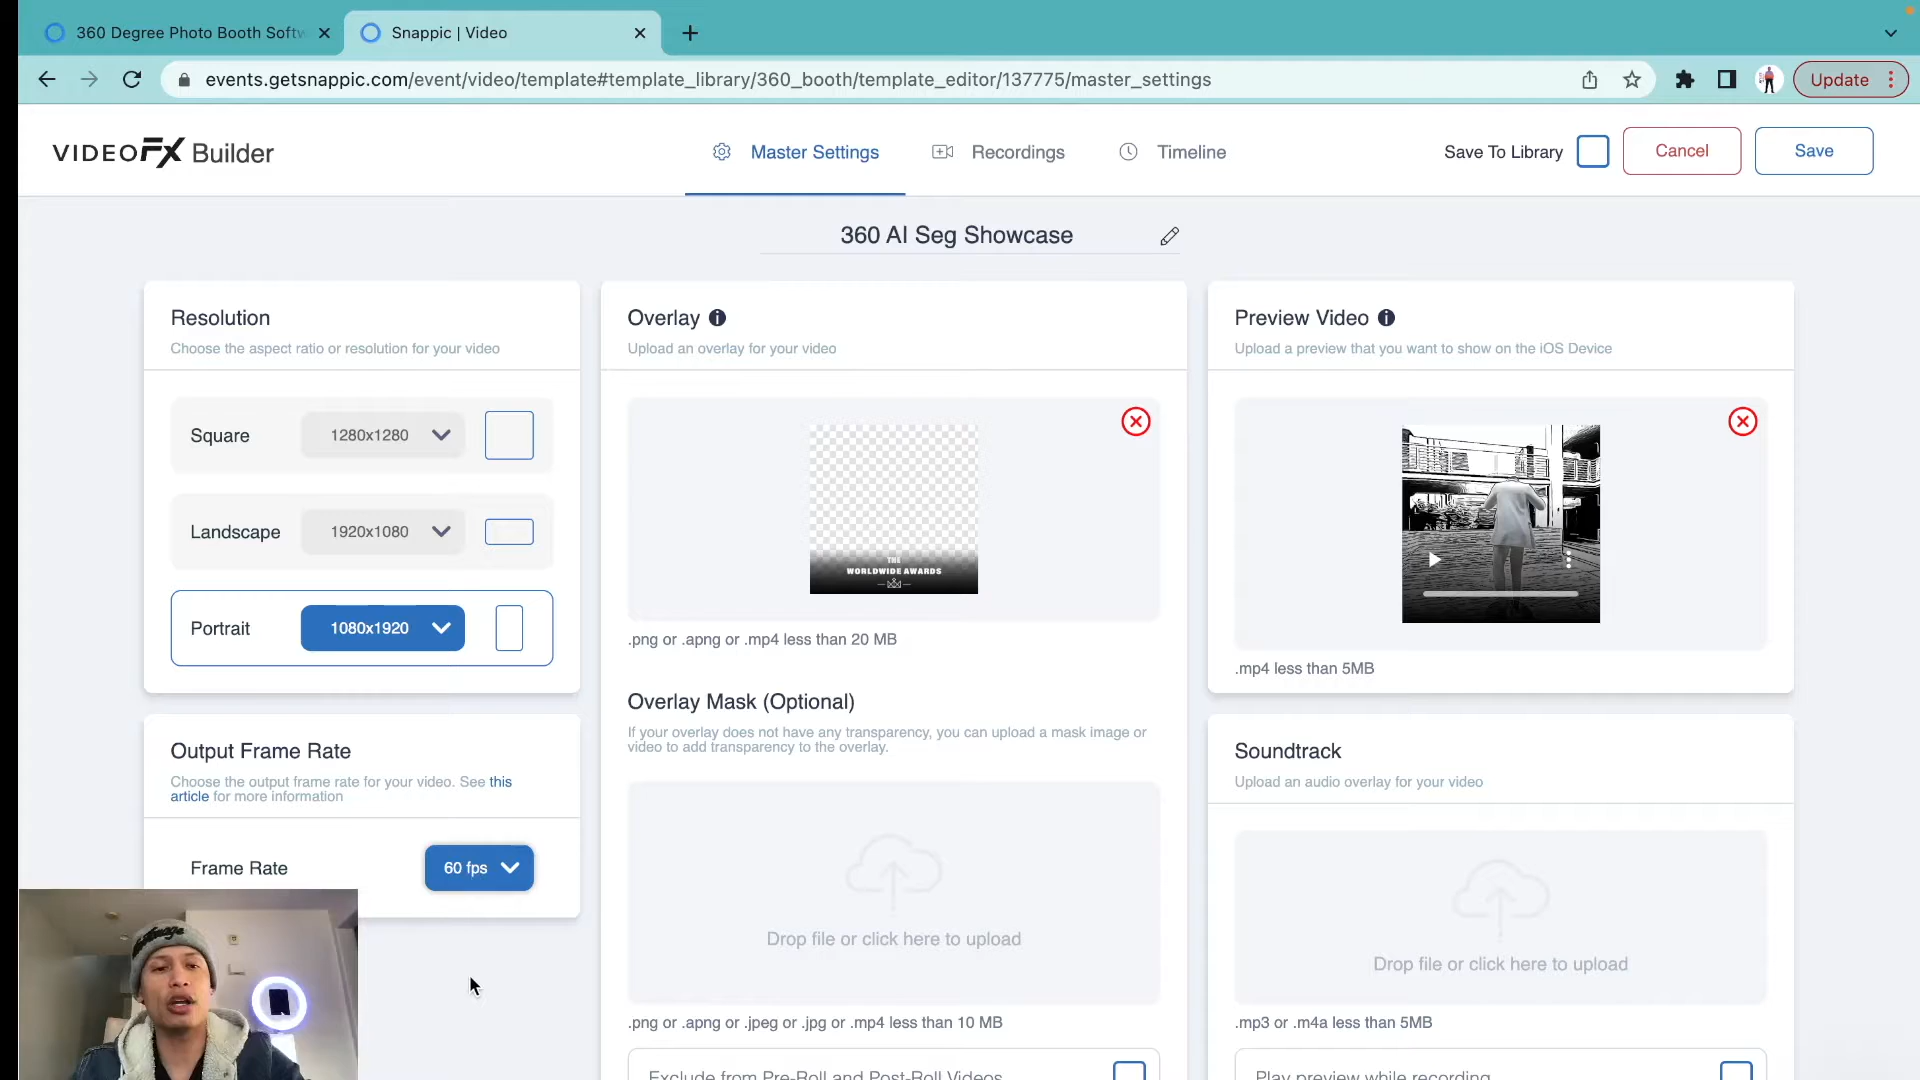 360 Degree Photo Booth Softw
Snappic | Video
events.getsnappic.com/event/video/template#template_library/360_booth/template_editor/137775/master_settings
Update
VIDEOFX Builder
Master Settings
Recordings
Timeline
Save To Library
Cancel
Save
360 AI Seg Showcase
Resolution
Choose the aspect ratio or resolution for your video
Square
1280x1280
Landscape
1920x1080
Portrait
1080x1920
Output Frame Rate
Choose the output frame rate for your video. See this
article for more information
Frame Rate
60 fps
Overlay
Upload an overlay for your video
THE
WORLDWIDE AWARDS
.png or .apng or .mp4 less than 20 MB
Overlay Mask (Optional)
If your overlay does not have any transparency, you can upload a mask image or
video to add transparency to the overlay.
Drop file or click here to upload
.png or .apng or .jpeg or .jpg or .mp4 less than 10 MB
Exclude from Pre-Roll and Post-Roll Videos
Preview Video
Upload a preview that you want to show on the iOS Device
.mp4 less than 5MB
Soundtrack
Upload an audio overlay for your video
Drop file or click here to upload
.mp3 or .m4a less than 5MB
Play preview while recording